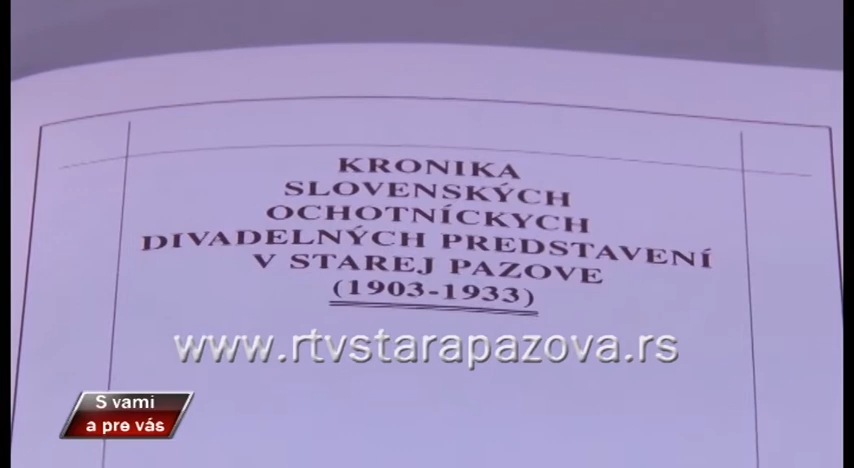 KRONIKA
SLOVENSKÝCH
OCHOTNÍCKYCH
DIVADELNÝCH PREDSTAVENÍ
V STAREJ PAZOVE
(1903-1933)
www.rtvstarapazova.rs
S vami
a pre vás